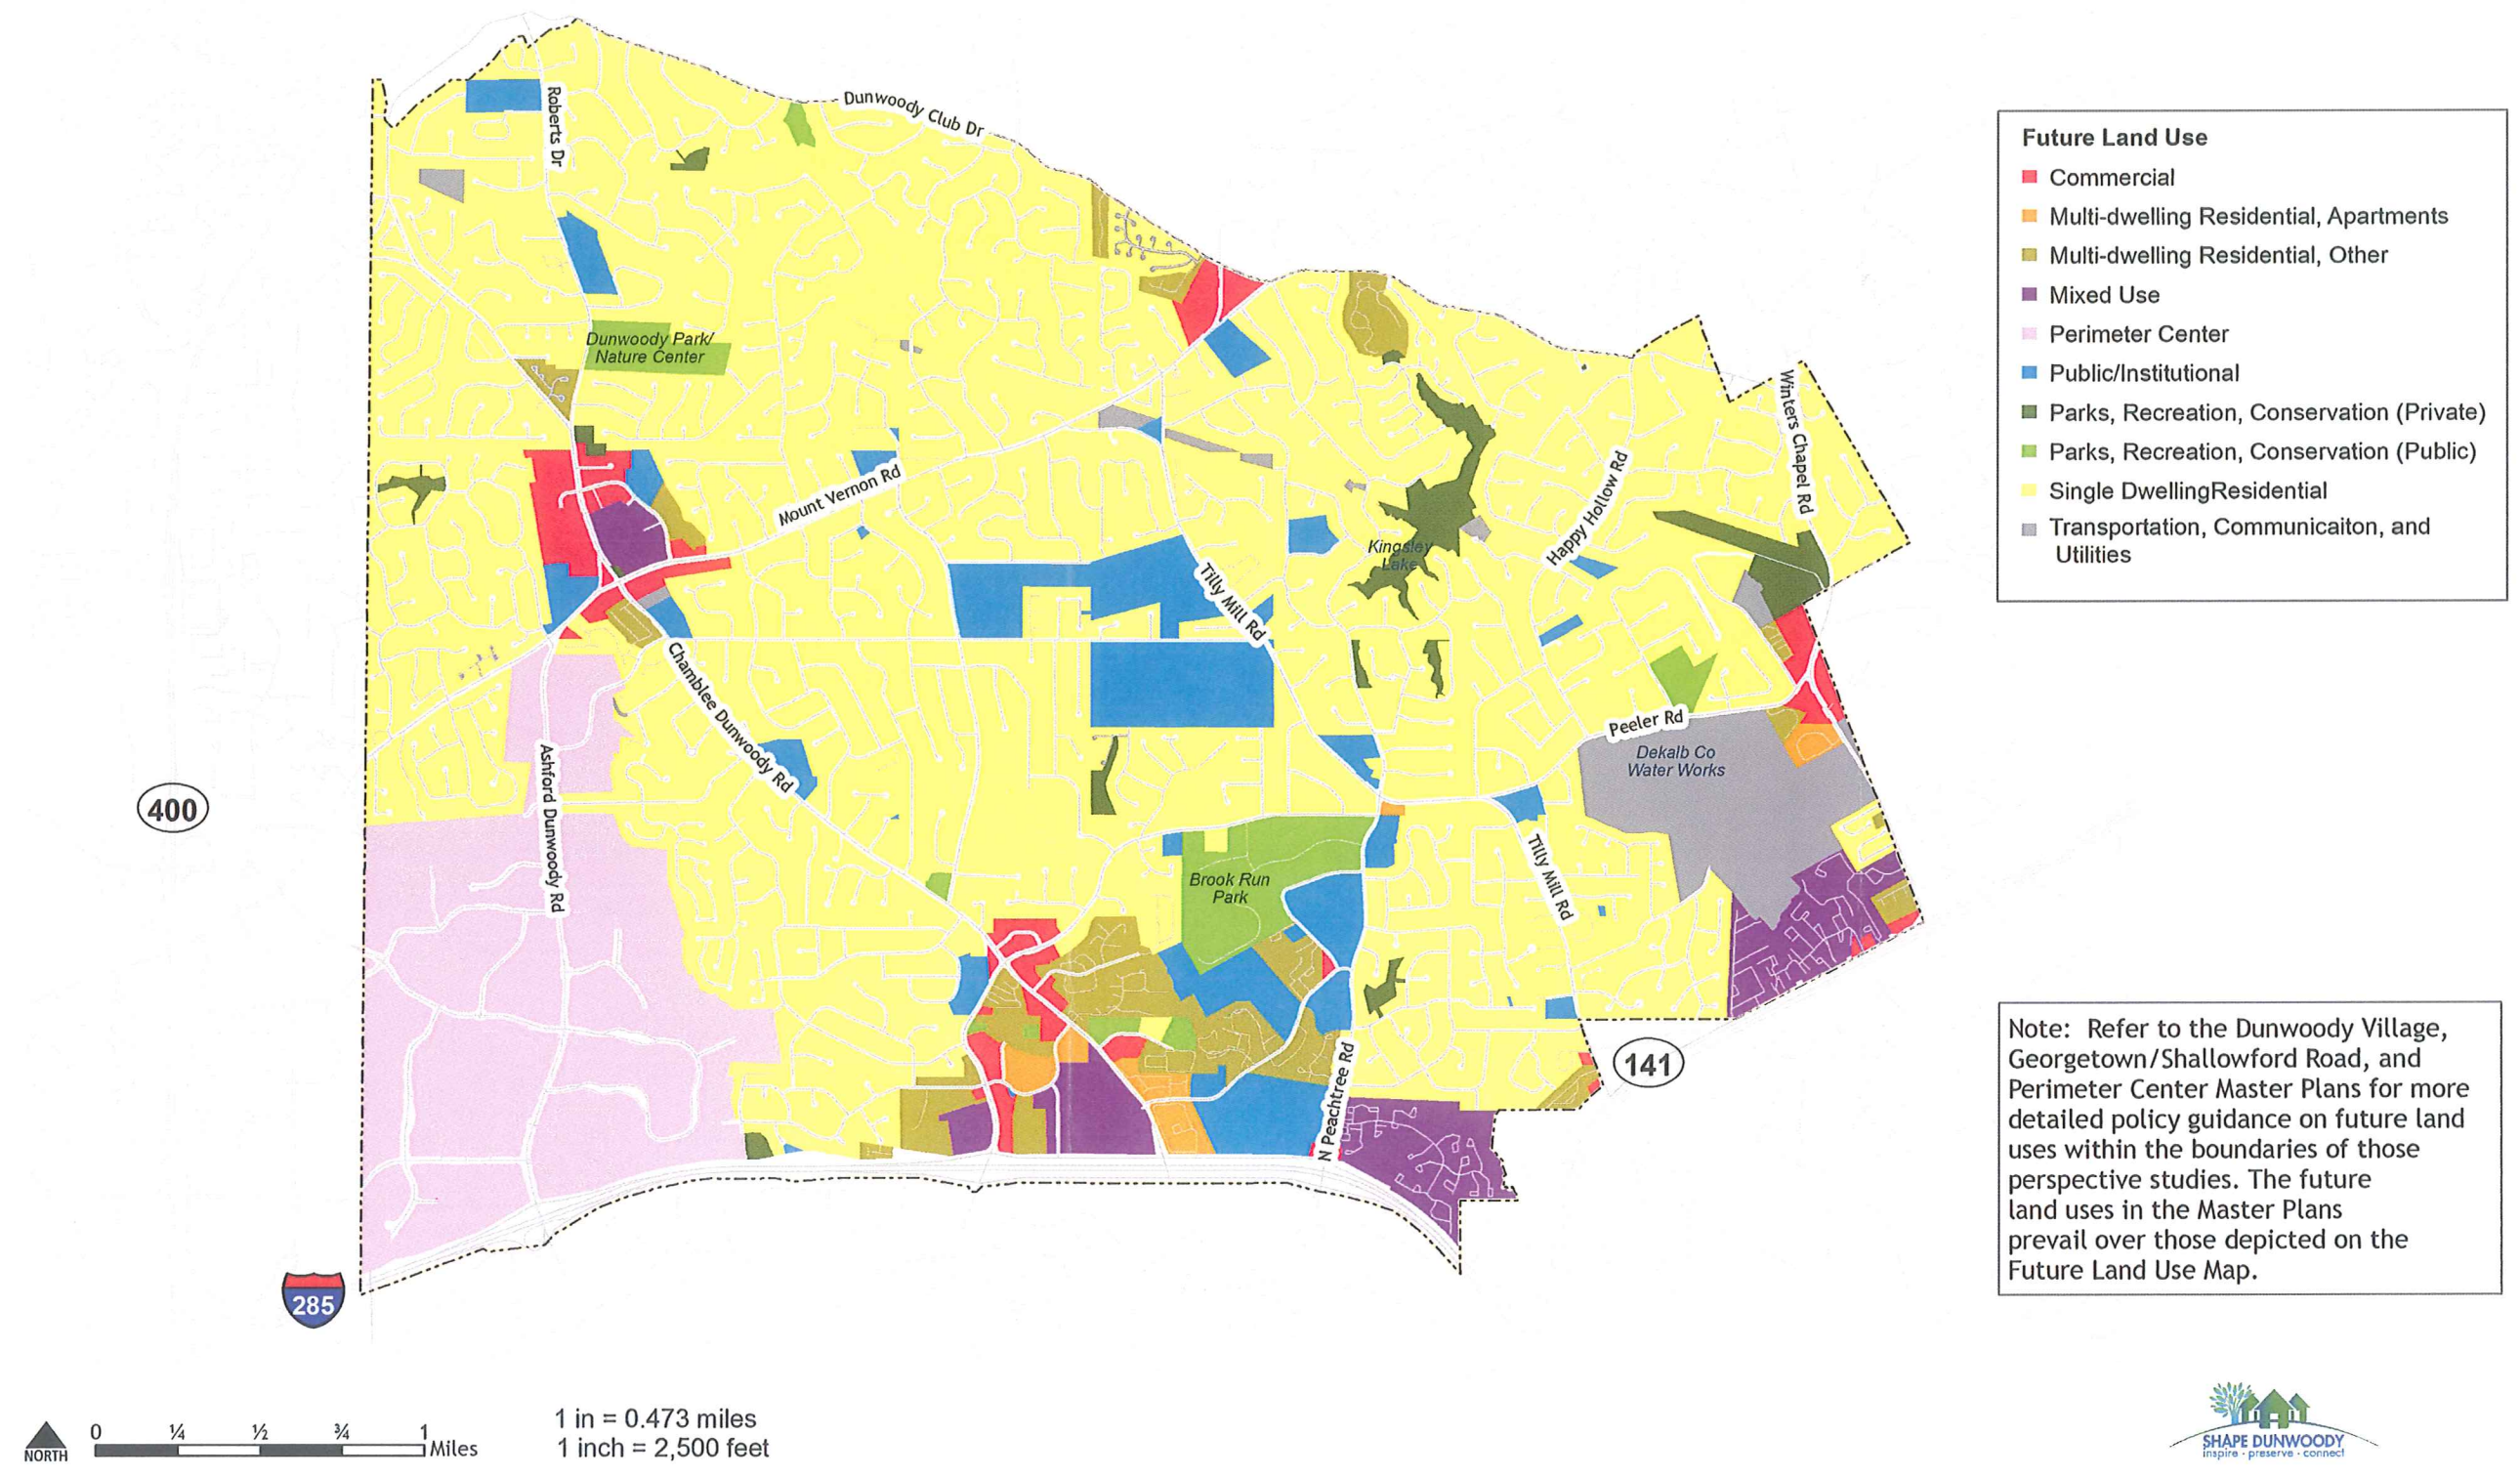 Roberts Dr
Dunwoody Club Dr
Dunwoody Park/
Nature Center
Mount Vernon Rd
Winters Chapel Rd
Happy Hollow Rd
Kingsley
Lake
Tilly Mill Rd
Chamblee Dunwoody Rd
Peeler Rd
Dekalb Co
Water Works
Ashford Dunwoody Rd
400
Tilly Mill Rd
Brook Run
Park
N Peachtree Rd
141
285
Future Land Use
Commercial
Multi-dwelling Residential, Apartments
Multi-dwelling Residential, Other
Mixed Use
Perimeter Center
Public/Institutional
Parks, Recreation, Conservation (Private)
Parks, Recreation, Conservation (Public)
Single DwellingResidential
Transportation, Communicaiton, and
Utilities
Note: Refer to the Dunwoody Village,
Georgetown/Shallowford Road, and
Perimeter Center Master Plans for more
detailed policy guidance on future land
uses within the boundaries of those
perspective studies. The future
land uses in the Master Plans
prevail over those depicted on the
Future Land Use Map.
NORTH
0 ¼ ½ ¾ 1
Miles
1 in = 0.473 miles
1 inch = 2,500 feet
SHAPE DUNWOODY
inspire - preserve - connect